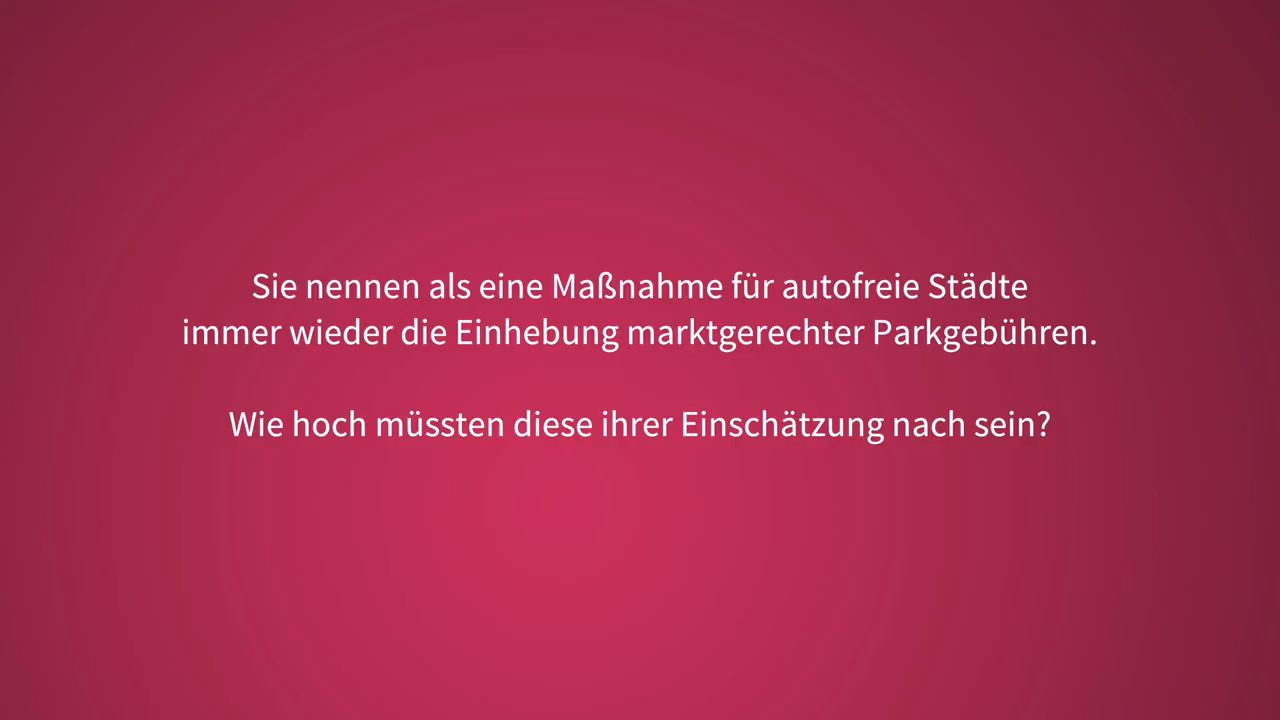 Sie nennen als eine Maßnahme für autofreie Städte
immer wieder die Einhebung marktgerechter Parkgebühren.
Wie hoch müssten diese ihrer Einschätzung nach sein?